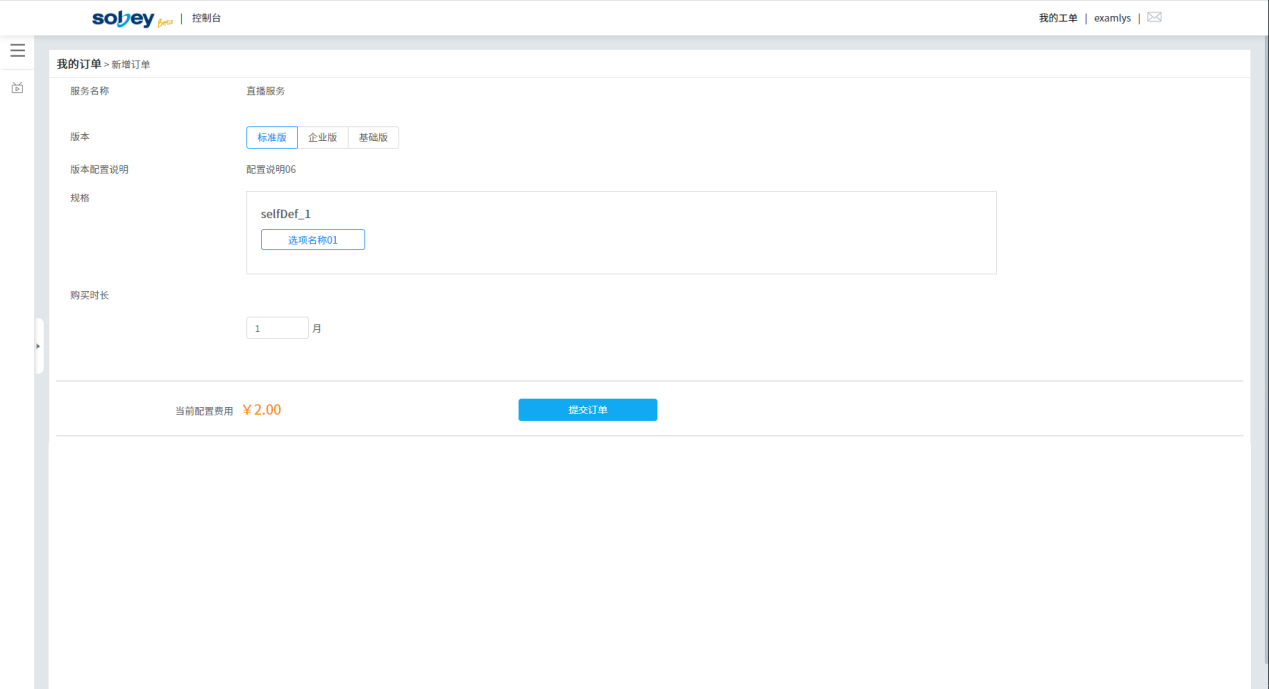 sobey Beta | 控制台
我的工单 | examlys |
我的订单 > 新增订单
服务名称 直播服务
版本 标准版 企业版 基础版
版本配置说明 配置说明06
规格
selfDef_1
选项名称01
购买时长
1 月
当前配置费用 ￥2.00 提交订单